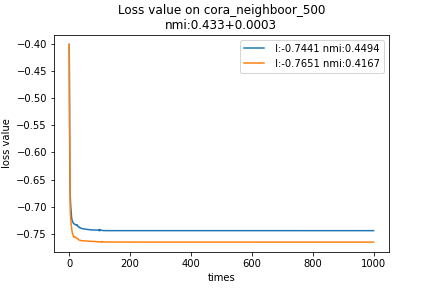 Loss value on cora_neighboor_500
nmi:0.433+0.0003
l:-0.7441 nmi:0.4494
l:-0.7651 nmi:0.4167
loss value
−0.40
−0.45
−0.50
−0.55
−0.60
−0.65
−0.70
−0.75
0
200
400
600
800
1000
times